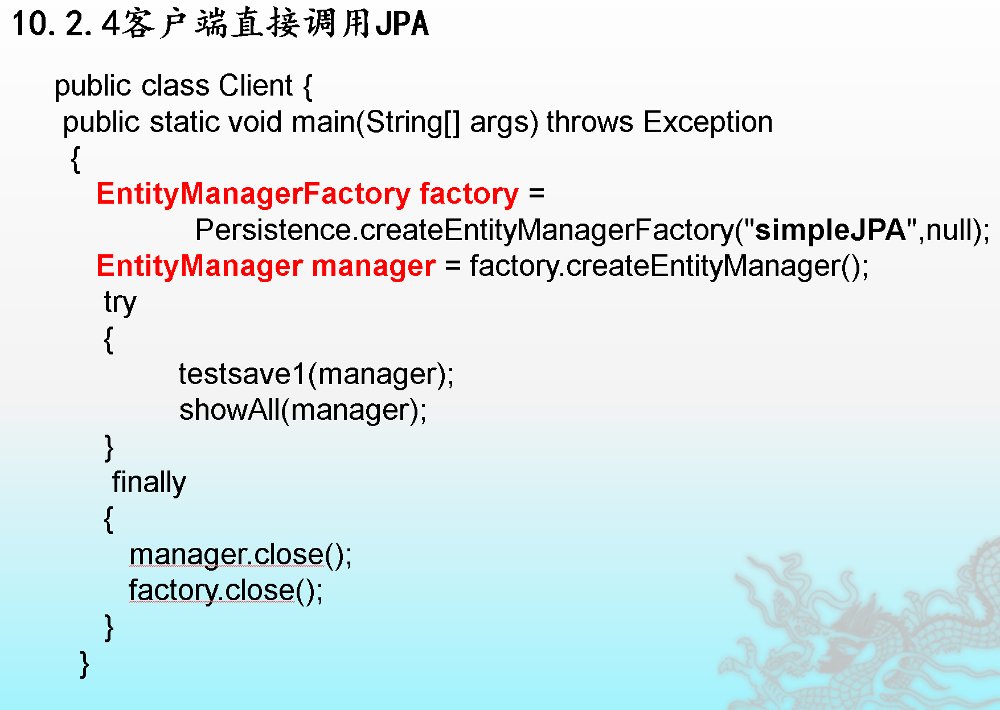 10.2.4客户端直接调用JPA
public class Client {
public static void main(String[] args) throws Exception
{
EntityManagerFactory factory =
Persistence.createEntityManagerFactory("simpleJPA",null);
EntityManager manager = factory.createEntityManager();
try
{
testsave1(manager);
showAll(manager);
}
finally
{
manager.close();
factory.close();
}
}